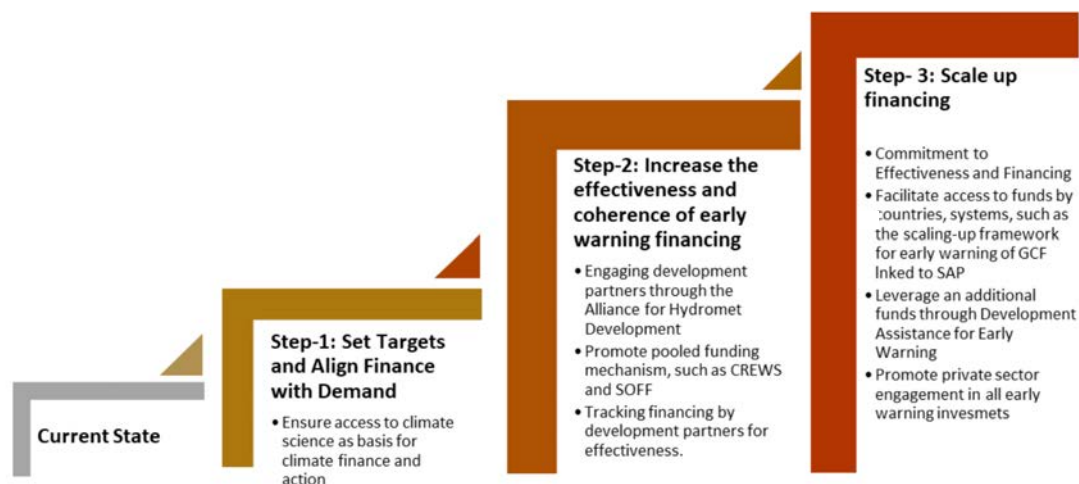 Current State
Step-1: Set Targets
and Align Finance
with Demand
• Ensure access to climate
science as basis for
climate finance and
action
Step-2: Increase the
effectiveness and
coherence of early
warning financing
• Engaging development
partners through the
Alliance for Hydromet
Development
• Promote pooled funding
mechanism, such as CREWS
and SOFF
• Tracking financing by
development partners for
effectiveness.
Step- 3: Scale up
financing
• Commitment to
Effectiveness and Financing
• Facilitate access to funds by
countries, systems, such as
the scaling-up framework
for early warning of GCF
lnked to SAP
• Leverage an additional
funds through Development
Assistance for Early
Warning
• Promote private sector
engagement in all early
warning invesmets